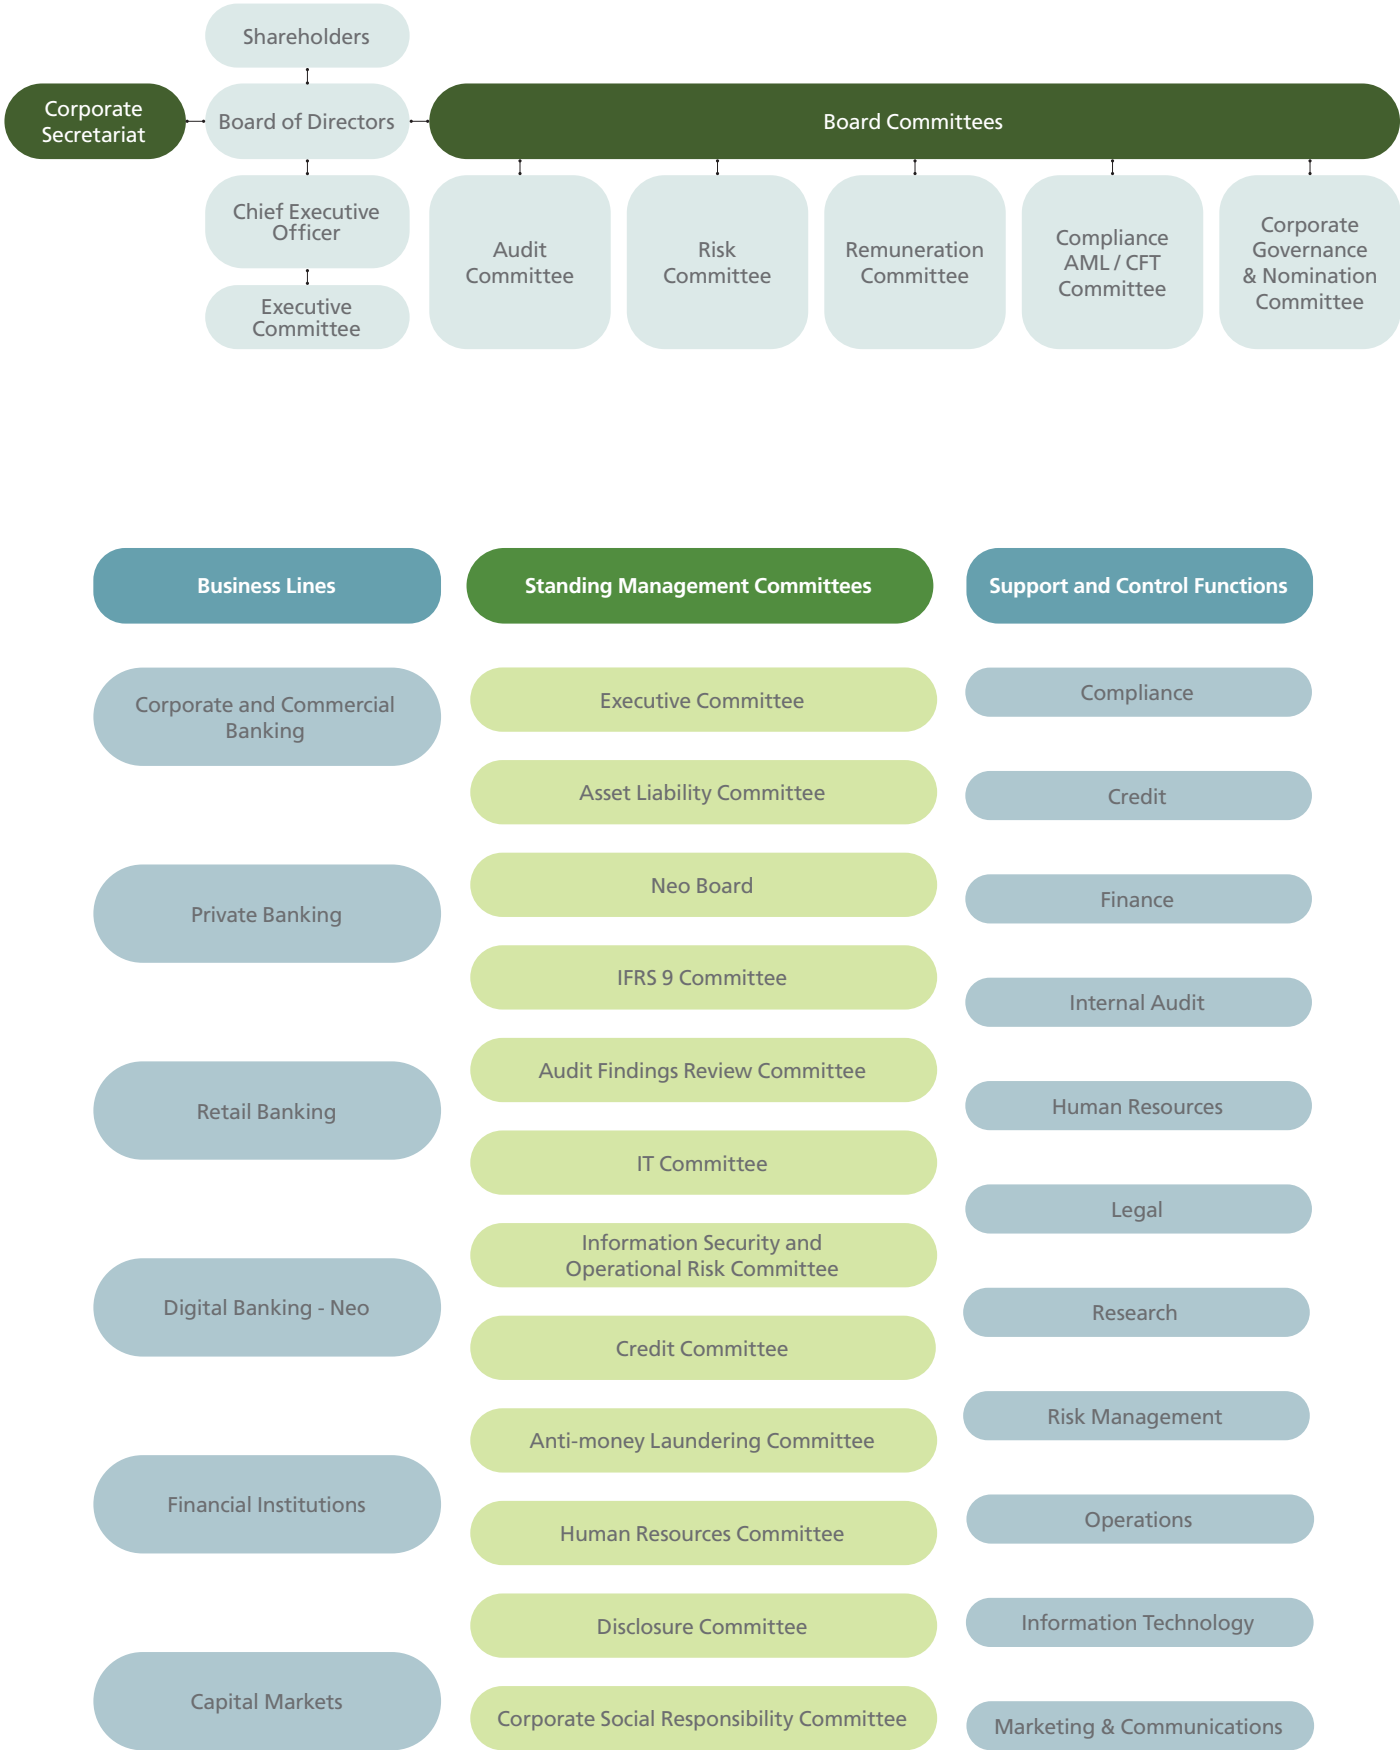 Shareholders
Corporate
Secretariat
Board of Directors
Board Committees
Chief Executive
Officer
Executive
Committee
Audit
Committee
Risk
Committee
Remuneration
Committee
Compliance
AML / CFT
Committee
Corporate
Governance
& Nomination
Committee
Business Lines
Corporate and Commercial
Banking
Private Banking
Retail Banking
Digital Banking - Neo
Financial Institutions
Capital Markets
Standing Management Committees
Executive Committee
Asset Liability Committee
Neo Board
IFRS 9 Committee
Audit Findings Review Committee
IT Committee
Information Security and
Operational Risk Committee
Credit Committee
Anti-money Laundering Committee
Human Resources Committee
Disclosure Committee
Corporate Social Responsibility Committee
Support and Control Functions
Compliance
Credit
Finance
Internal Audit
Human Resources
Legal
Research
Risk Management
Operations
Information Technology
Marketing & Communications